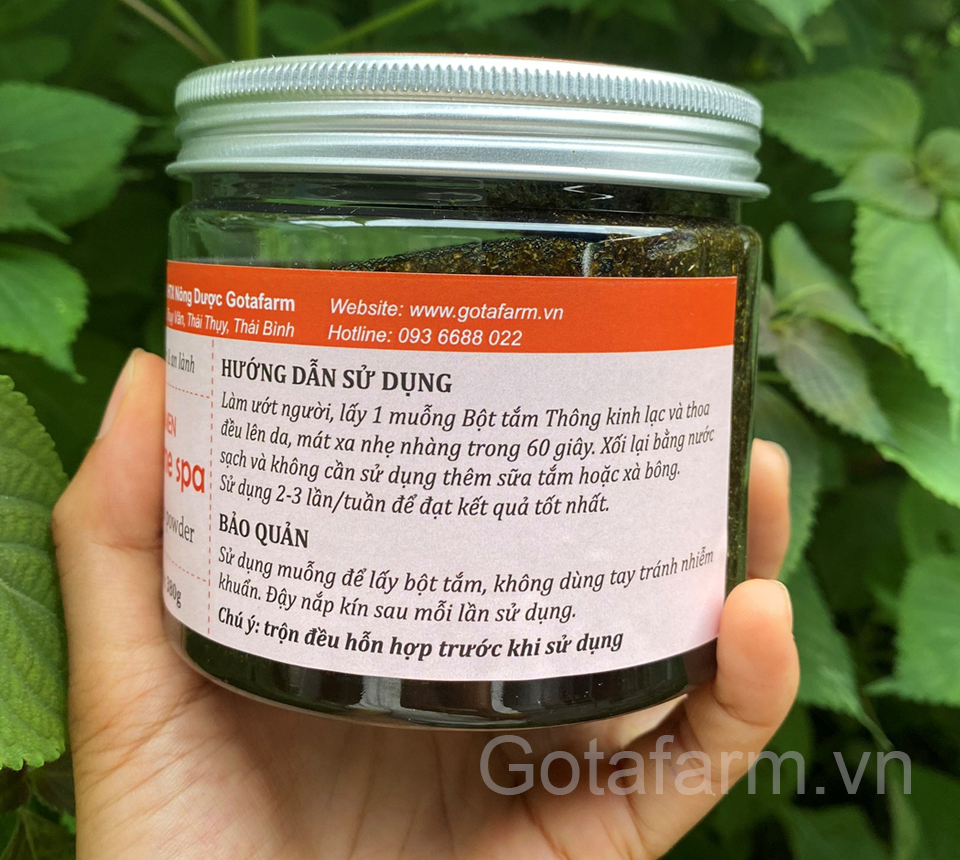 HTX Nông Dược Gotafarm
Thái Thụy, Thái Bình
Website: www.gotafarm.vn
Hotline: 093 6688 022
an lành
MEN
spa
powder
380g
HƯỚNG DẪN SỬ DỤNG
Làm ướt người, lấy 1 muỗng Bột tắm Thông kinh lạc và thoa
đều lên da, mát xa nhẹ nhàng trong 60 giây. Xối lại bằng nước
sạch và không cần sử dụng thêm sữa tắm hoặc xà bông.
Sử dụng 2-3 lần/tuần để đạt kết quả tốt nhất.
BẢO QUẢN
Sử dụng muỗng để lấy bột tắm, không dùng tay tránh nhiễm
khuẩn. Đậy nắp kín sau mỗi lần sử dụng.
Chú ý: trộn đều hỗn hợp trước khi sử dụng
Gotafarm.vn